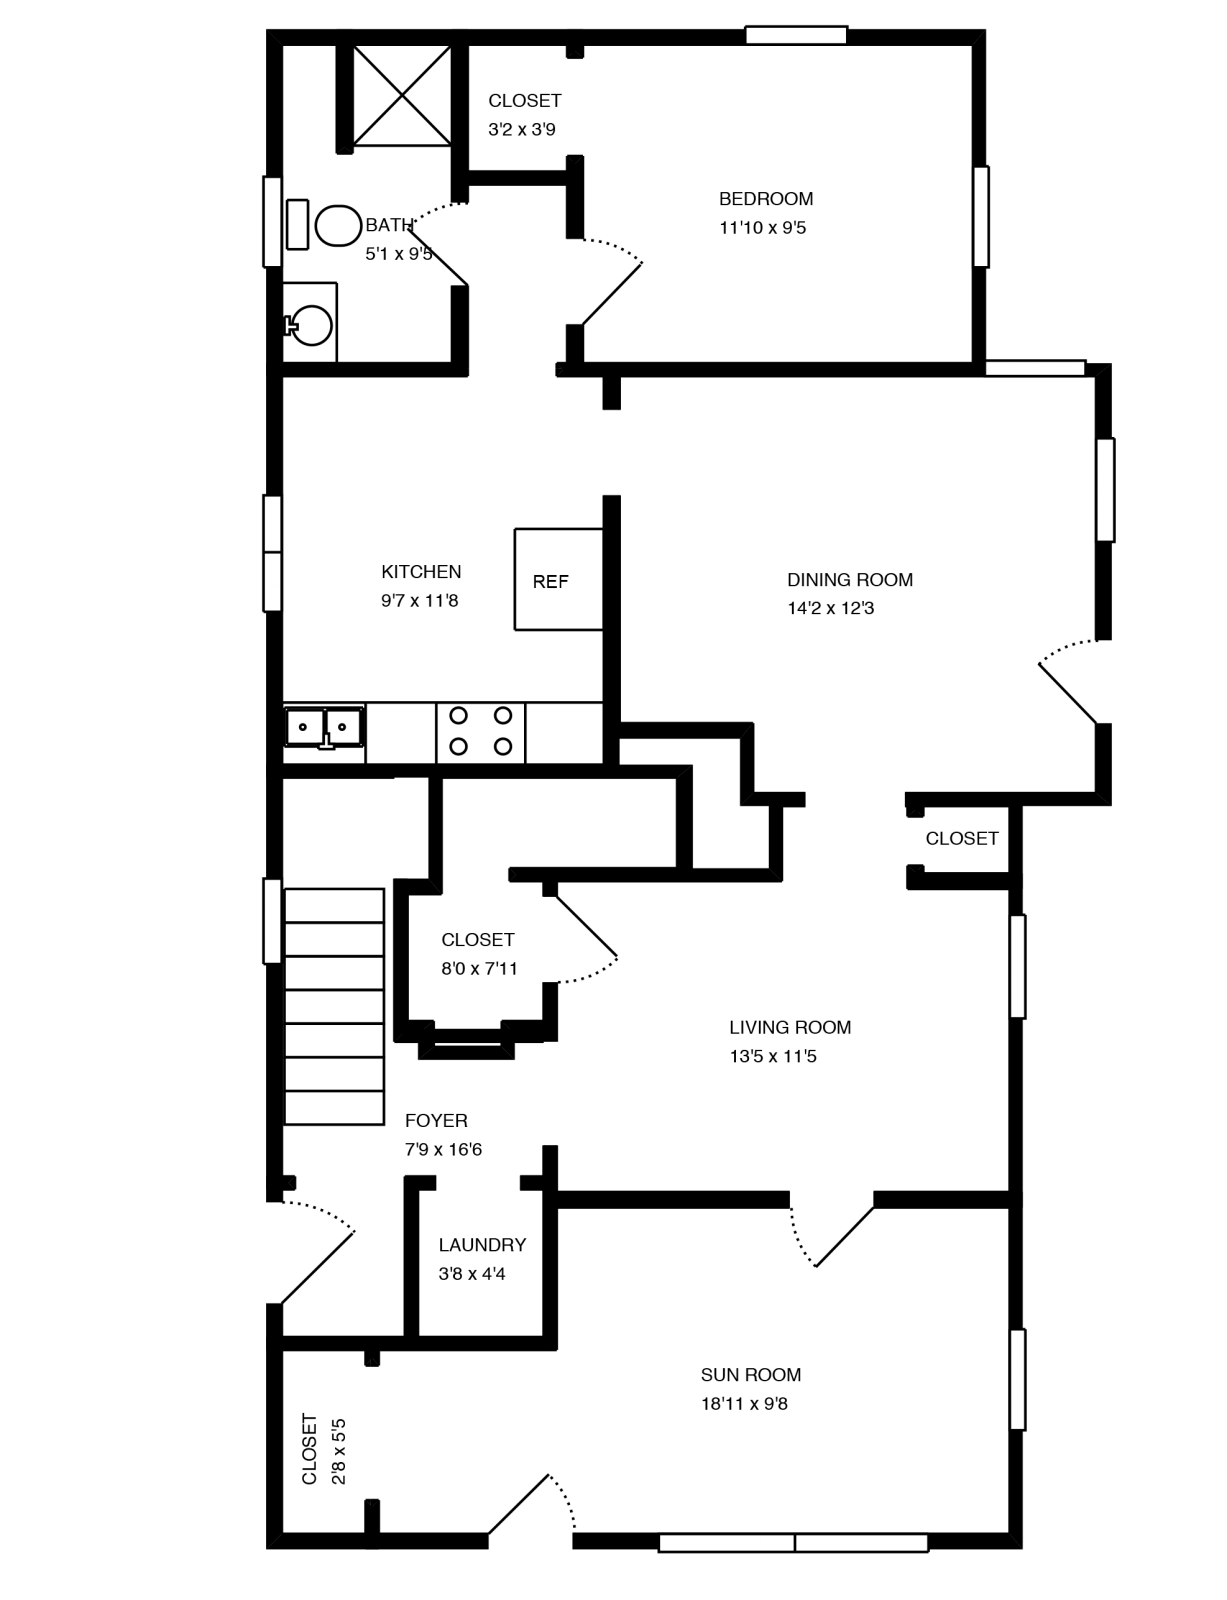 CLOSET
3'2 x 3'9
BEDROOM
11'10 x 9'5
BATH
5'1 x 9'5
KITCHEN
9'7 x 11'8
REF
DINING ROOM
14'2 x 12'3
CLOSET
CLOSET
8'0 x 7'11
LIVING ROOM
13'5 x 11'5
FOYER
7'9 x 16'6
LAUNDRY
3'8 x 4'4
SUN ROOM
18'11 x 9'8
CLOSET
2'8 x 5'5